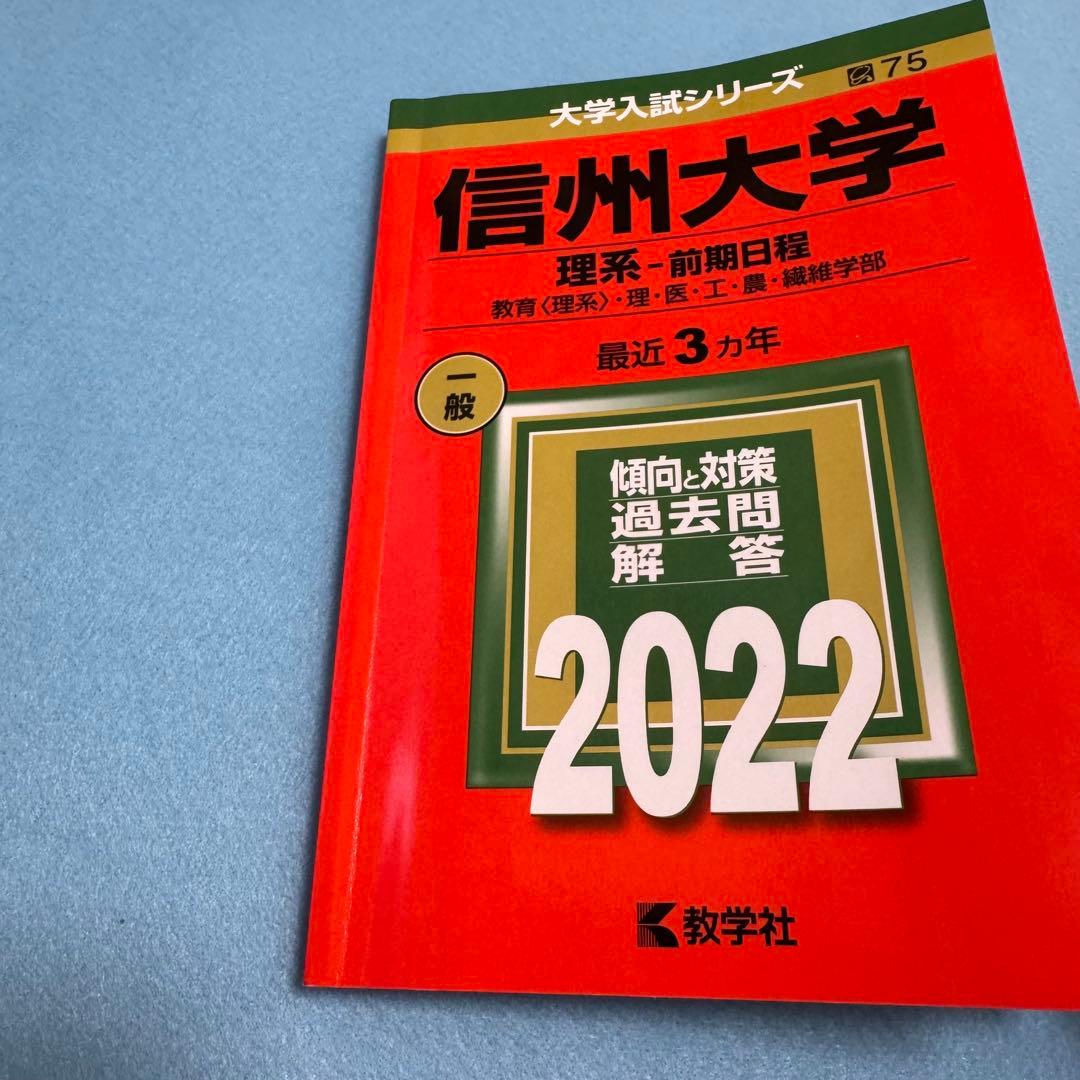 大学入試シリーズ
75
信州大学
理系-前期日程
教育〈理系〉・理・医・工・農・繊維学部
最近3カ年
一般
傾向と対策
過去問
解答
2022
教学社